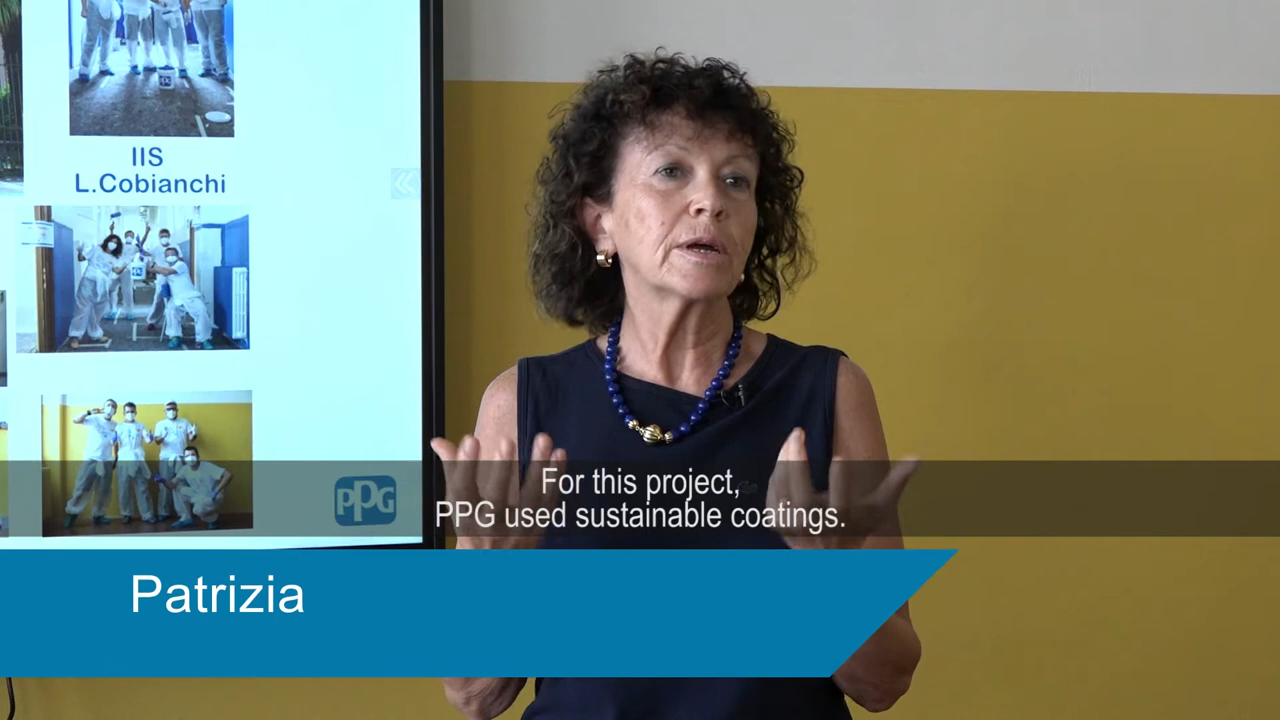 IIS
L.Cobianchi
PPG
For this project,
PPG used sustainable coatings.
Patrizia